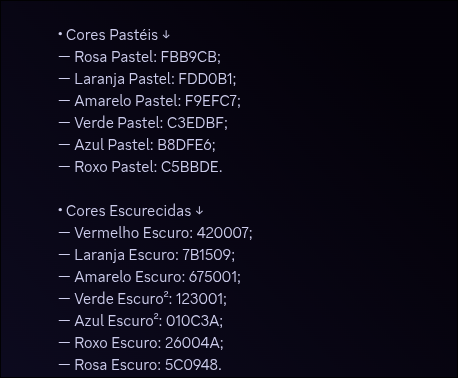 • Cores Pastéis ↓
— Rosa Pastel: FBB9CB;
— Laranja Pastel: FDD0B1;
— Amarelo Pastel: F9EFC7;
— Verde Pastel: C3EDBF;
— Azul Pastel: B8DFE6;
— Roxo Pastel: C5BBDE.
• Cores Escurecidas ↓
— Vermelho Escuro: 420007;
— Laranja Escuro: 7B1509;
— Amarelo Escuro: 675001;
— Verde Escuro²: 123001;
— Azul Escuro²: 010C3A;
— Roxo Escuro: 26004A;
— Rosa Escuro: 5C0948.